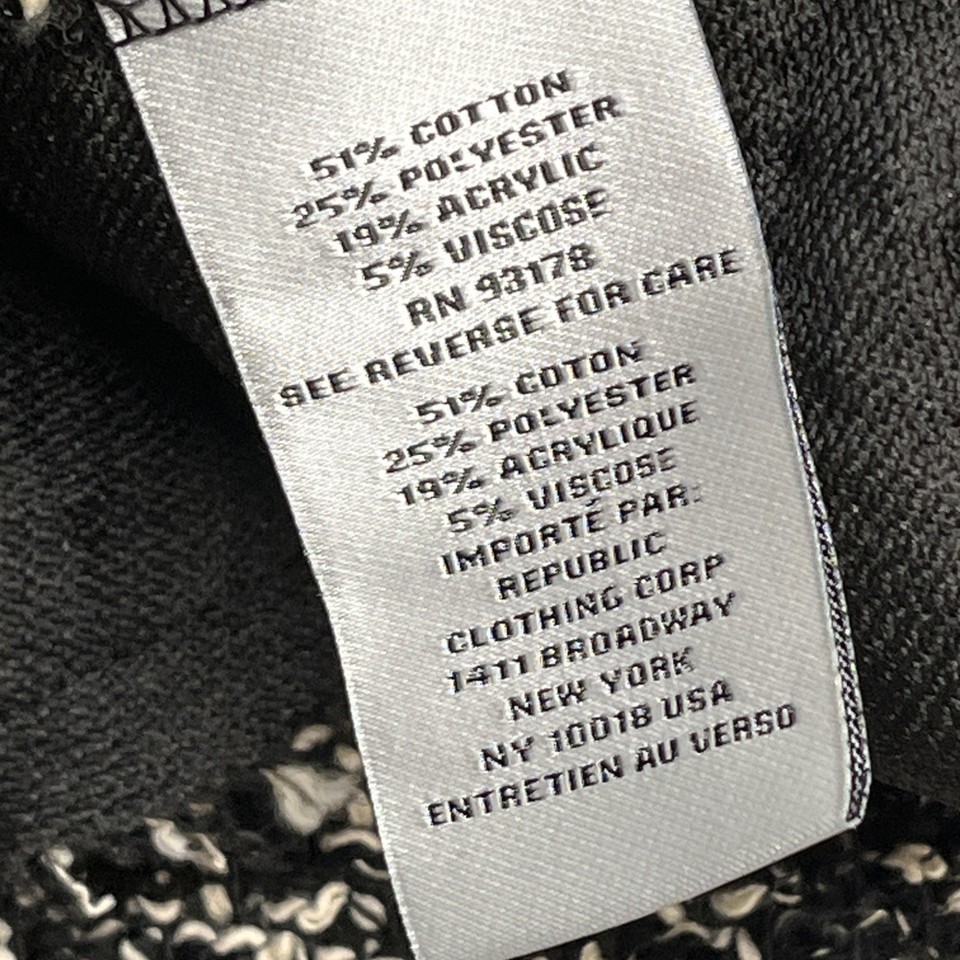 51% COTTON
25% POLYESTER
19% ACRYLIC
5% VISCOSE
RN 93178
SEE REVERSE FOR CARE
51% COTON
25% POLYESTER
19% ACRYLIQUE
5% VISCOSE
IMPORTÉ PAR:
REPUBLIC
CLOTHING CORP
1411 BROADWAY
NEW YORK
NY 10018 USA
ENTRETIEN AU VERSO